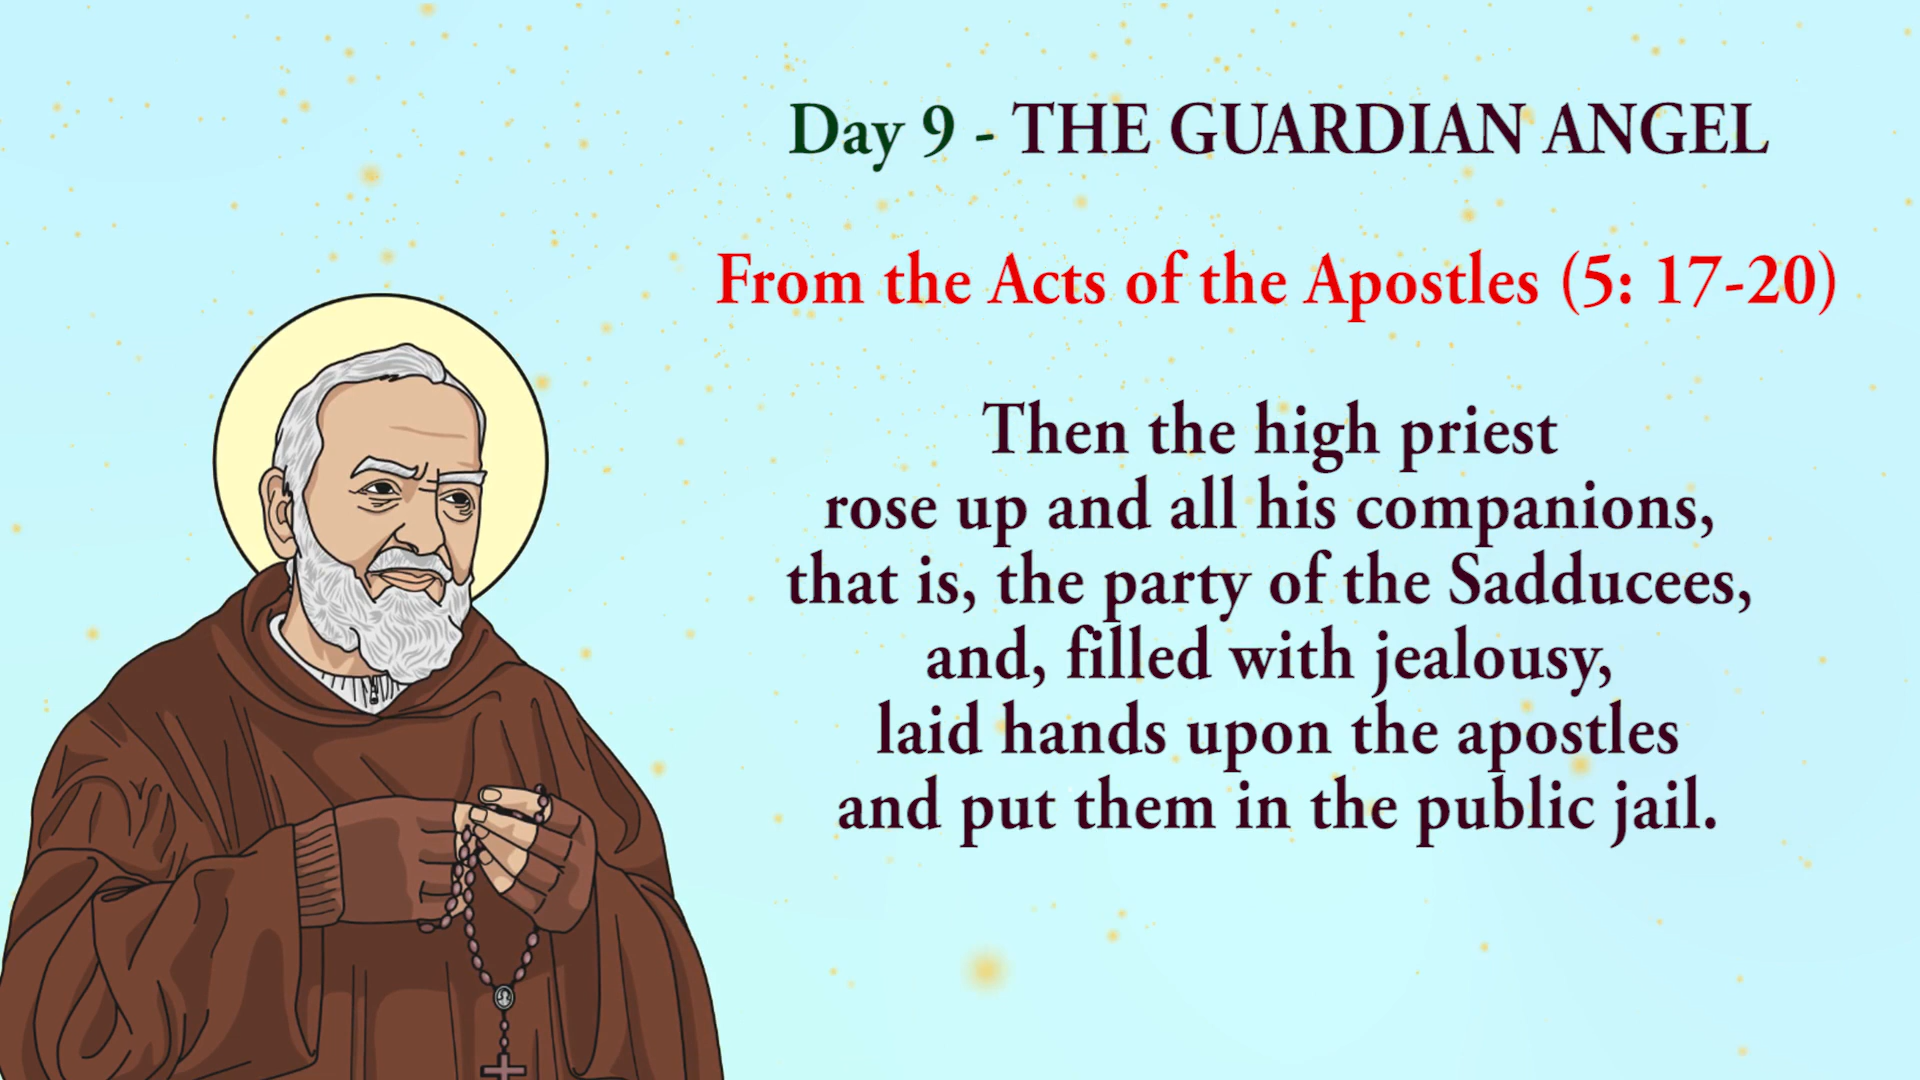 Day 9 - THE GUARDIAN ANGEL
From the Acts of the Apostles (5: 17-20)
Then the high priest
rose up and all his companions,
that is, the party of the Sadducees,
and, filled with jealousy,
laid hands upon the apostles
and put them in the public jail.